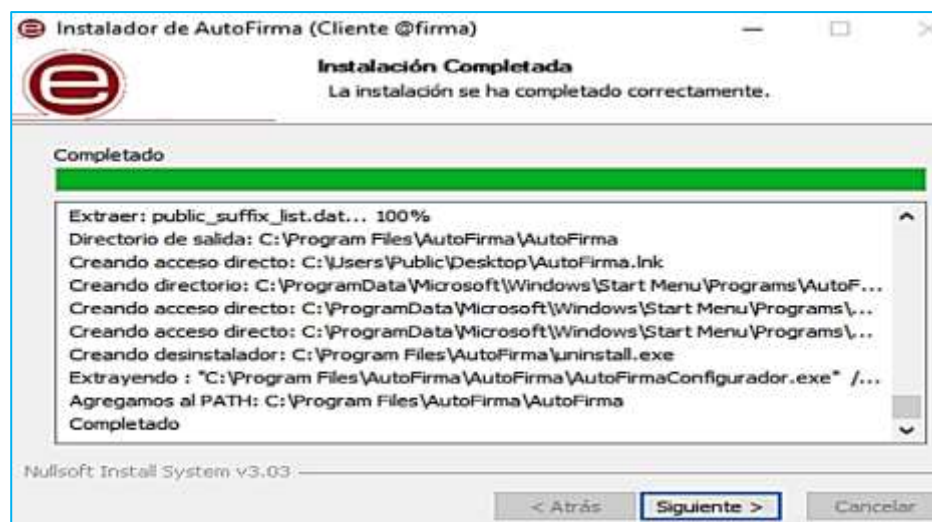 Instalador de AutoFirma (Cliente @firma)
Instalación Completada
La instalación se ha completado correctamente.
Completado
Extraer: public_suffix_list.dat... 100%
Directorio de salida: C:\Program Files\AutoFirma\AutoFirma
Creando acceso directo: C:\Users\Public\Desktop\AutoFirma.lnk
Creando directorio: C:\ProgramData\Microsoft\Windows\Start Menu\Programs\AutoF...
Creando acceso directo: C:\ProgramData\Microsoft\Windows\Start Menu\Programs\...
Creando acceso directo: C:\ProgramData\Microsoft\Windows\Start Menu\Programs\...
Creando desinstalador: C:\Program Files\AutoFirma\uninstall.exe
Extrayendo : "C:\Program Files\AutoFirma\AutoFirma\AutoFirmaConfigurador.exe" /...
Agregamos al PATH: C:\Program Files\AutoFirma\AutoFirma
Completado
Nullsoft Install System v3.03
< Atrás Siguiente > Cancelar